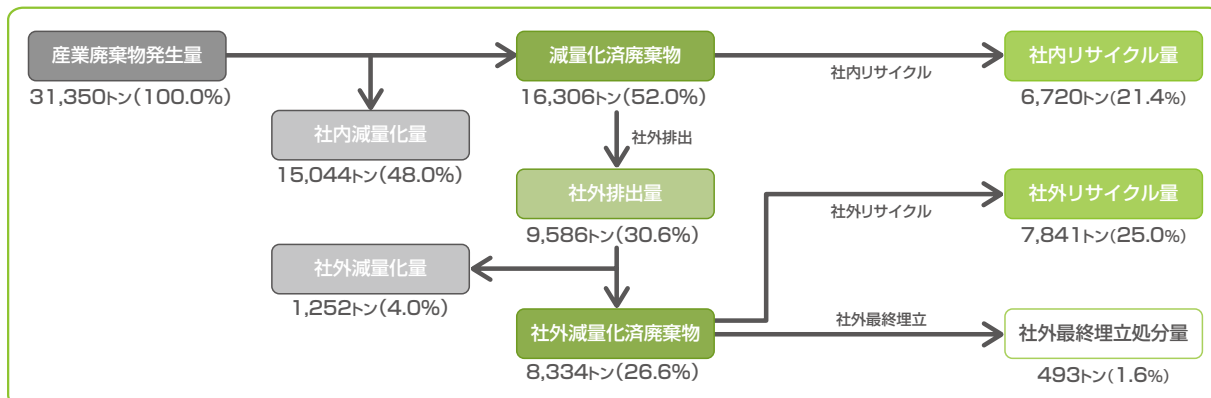 産業廃棄物発生量
31,350トン(100.0%)
減量化済廃棄物
16,306トン(52.0%)
社内リサイクル
社内リサイクル量
6,720トン(21.4%)
社内減量化量
15,044トン(48.0%)
社外排出
社外排出量
9,586トン(30.6%)
社外リサイクル
社外リサイクル量
7,841トン(25.0%)
社外減量化量
1,252トン(4.0%)
社外減量化済廃棄物
8,334トン(26.6%)
社外最終埋立
社外最終埋立処分量
493トン(1.6%)